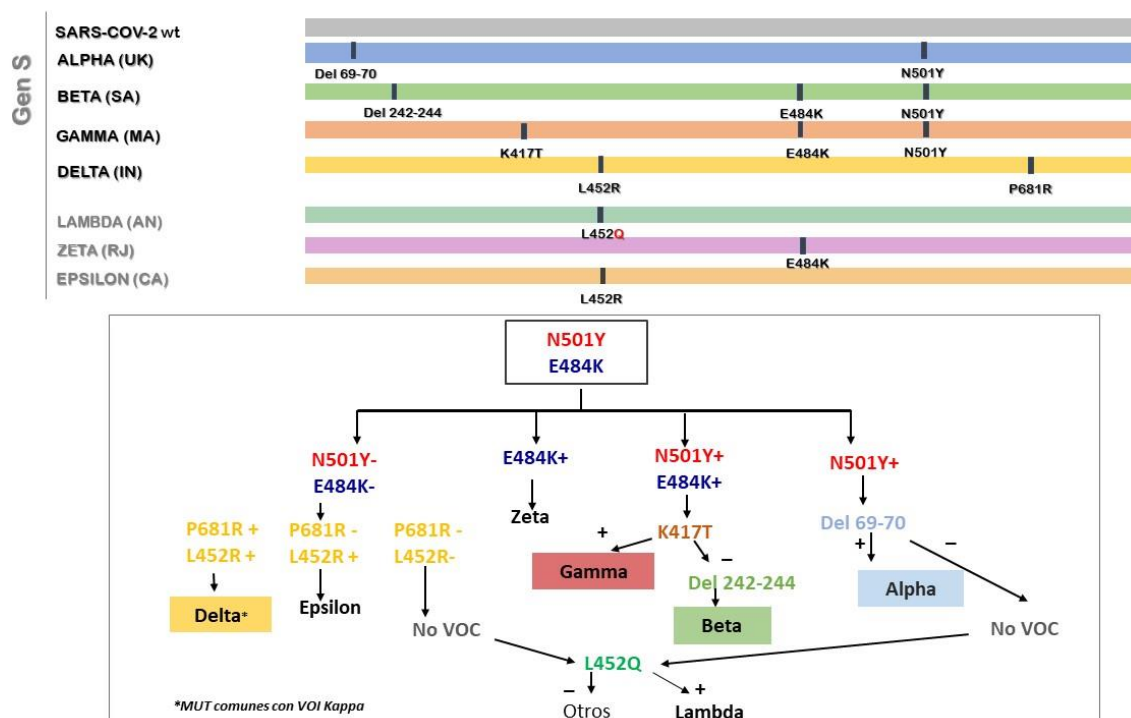 Gen S
SARS-COV-2 wt
ALPHA (UK)
Del 69-70
N501Y
BETA (SA)
Del 242-244
E484K
N501Y
GAMMA (MA)
K417T
E484K
N501Y
DELTA (IN)
L452R
P681R
LAMBDA (AN)
L452Q
ZETA (RJ)
E484K
EPSILON (CA)
L452R
N501Y
E484K
N501Y-
E484K-
E484K+
N501Y+
E484K+
N501Y+
P681R +
L452R +
P681R -
L452R +
P681R -
L452R-
Zeta
K417T
+
–
Del 69-70
+
–
Delta*
Epsilon
No VOC
Gamma
Del 242-244
Beta
Alpha
No VOC
L452Q
–
+
Otros
Lambda
*MUT comunes con VOI Kappa